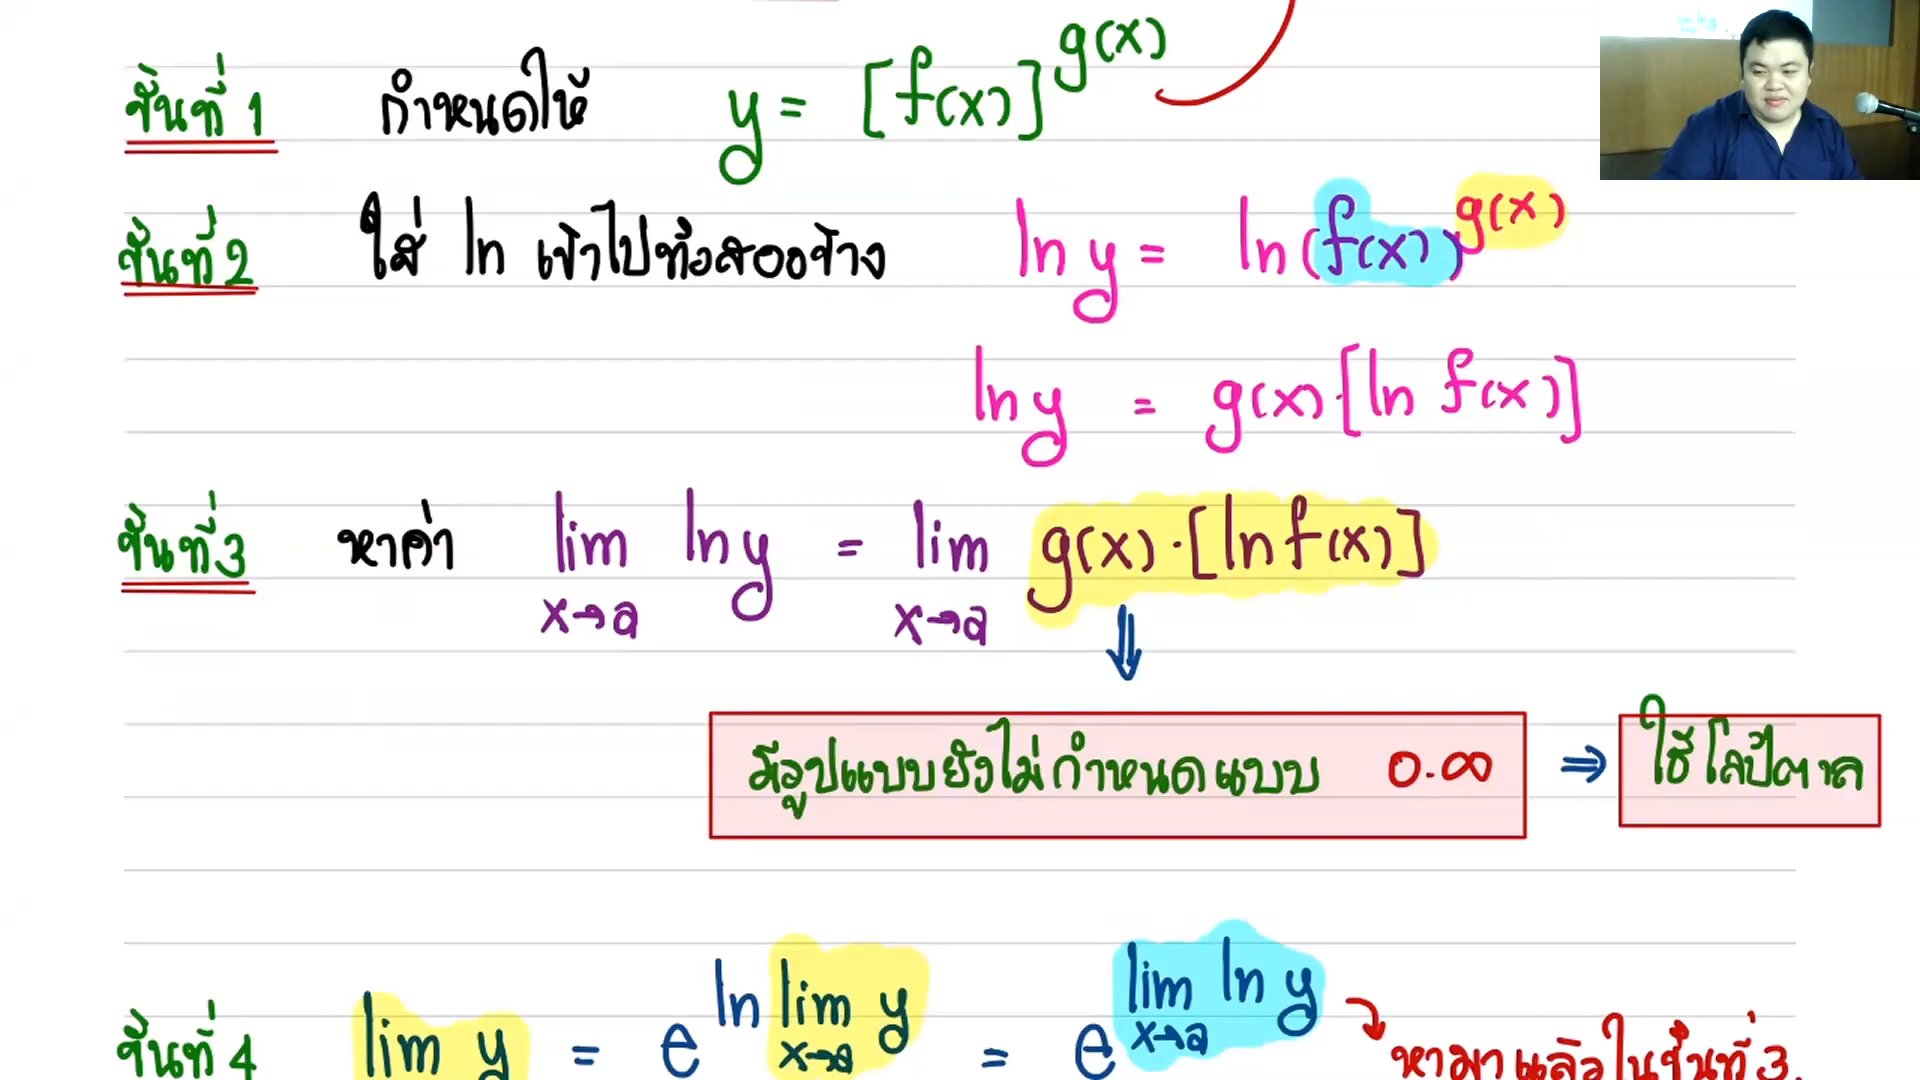 ขั้นที่ 1 กำหนดให้ y = [f(x)]^g(x)
ขั้นที่ 2 ใส่ ln เข้าไปทั้งสองข้าง ln y = ln (f(x))^g(x)
ln y = g(x)·[ln f(x)]
ขั้นที่ 3 หาค่า lim x→a ln y = lim x→a g(x)·[ln f(x)]
⇓
มีรูปแบบยังไม่กำหนดแบบ 0·∞ ⇒ ใช้โลปิตาล
ขั้นที่ 4 lim y = e^ln lim x→a y = e^lim x→a ln y หามาแล้วในขั้นที่ 3.